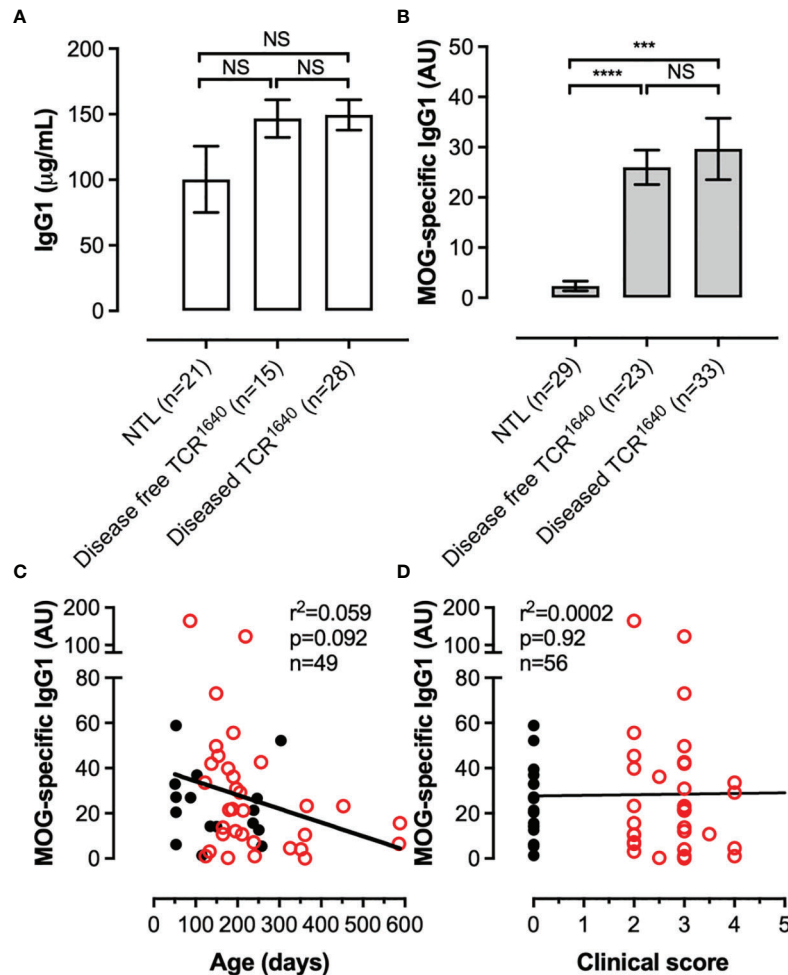 A
NS
NS NS
IgG1 (µg/mL)
200
150
100
50
0
NTL (n=21)
Disease free TCR1640 (n=15)
Diseased TCR1640 (n=28)
B
***
**** NS
MOG-specific IgG1 (AU)
50
40
30
20
10
0
NTL (n=29)
Disease free TCR1640 (n=23)
Diseased TCR1640 (n=33)
C
r2=0.059
p=0.092
n=49
MOG-specific IgG1 (AU)
200
100
80
60
40
20
0
0 100 200 300 400 500 600
Age (days)
D
r2=0.0002
p=0.92
n=56
MOG-specific IgG1 (AU)
200
100
80
60
40
20
0
0 1 2 3 4 5
Clinical score